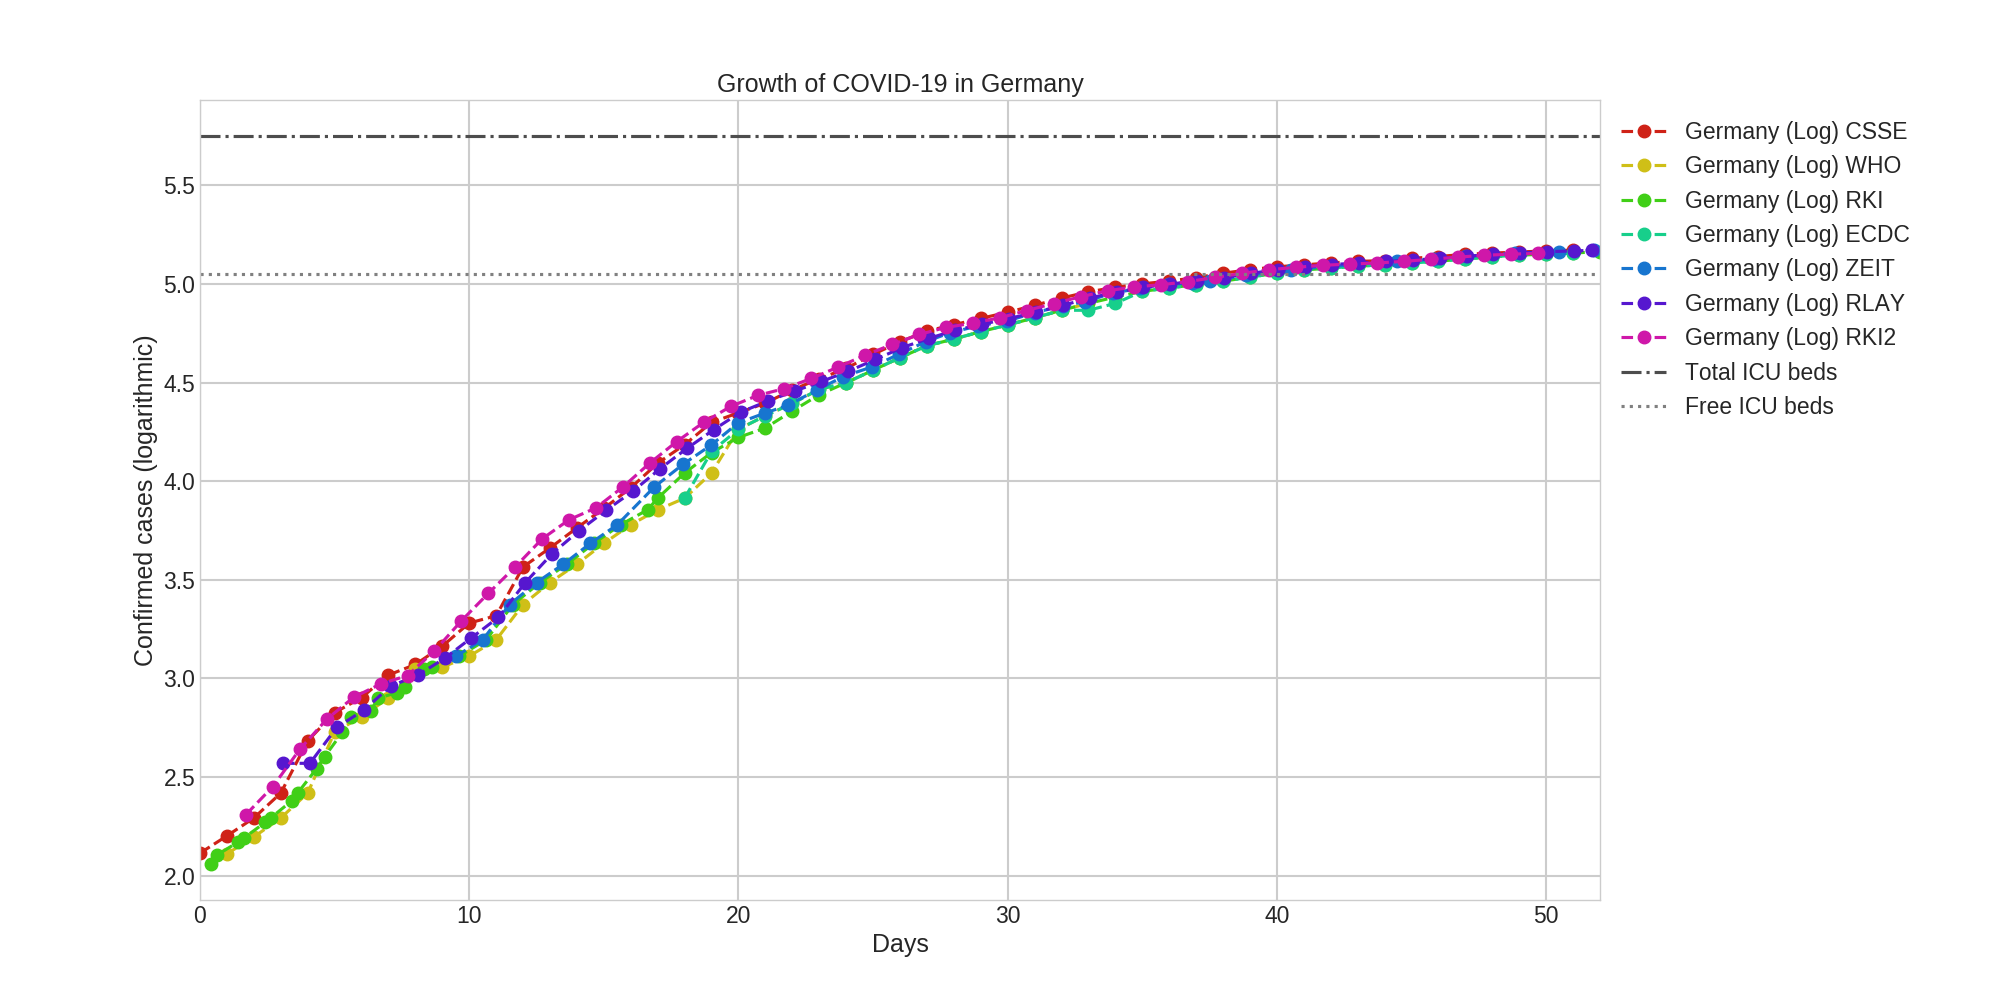 Growth of COVID-19 in Germany
Confirmed cases (logarithmic)
5.5
5.0
4.5
4.0
3.5
3.0
2.5
2.0
0 10 20 30 40 50
Days
Germany (Log) CSSE
Germany (Log) WHO
Germany (Log) RKI
Germany (Log) ECDC
Germany (Log) ZEIT
Germany (Log) RLAY
Germany (Log) RKI2
Total ICU beds
Free ICU beds